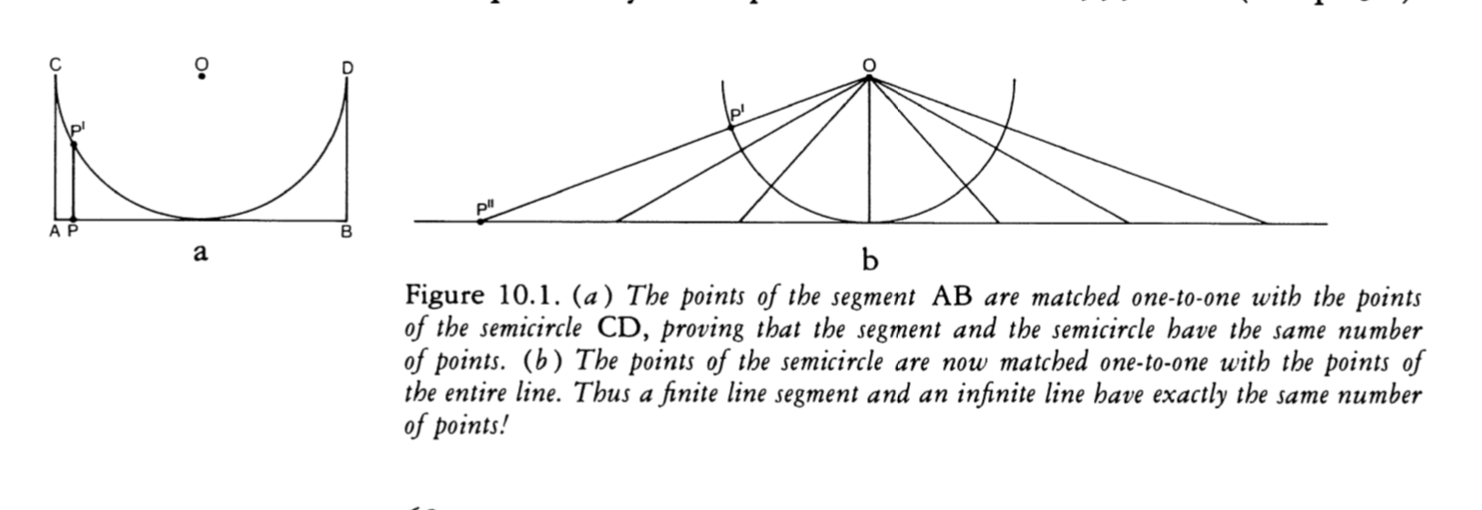 C O D
P'
A P B
a
O
P'
P"
b
Figure 10.1. (a) The points of the segment AB are matched one-to-one with the points
of the semicircle CD, proving that the segment and the semicircle have the same number
of points. (b) The points of the semicircle are now matched one-to-one with the points of
the entire line. Thus a finite line segment and an infinite line have exactly the same number
of points!